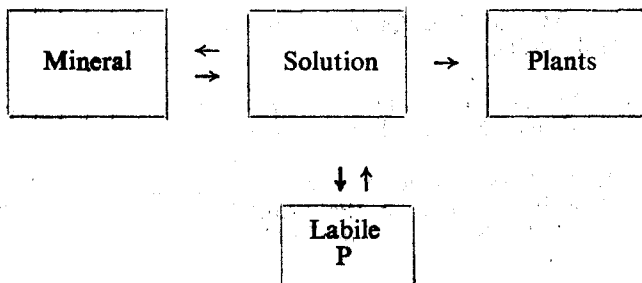 Mineral ← → Solution → Plants
↓ ↑
Labile
P